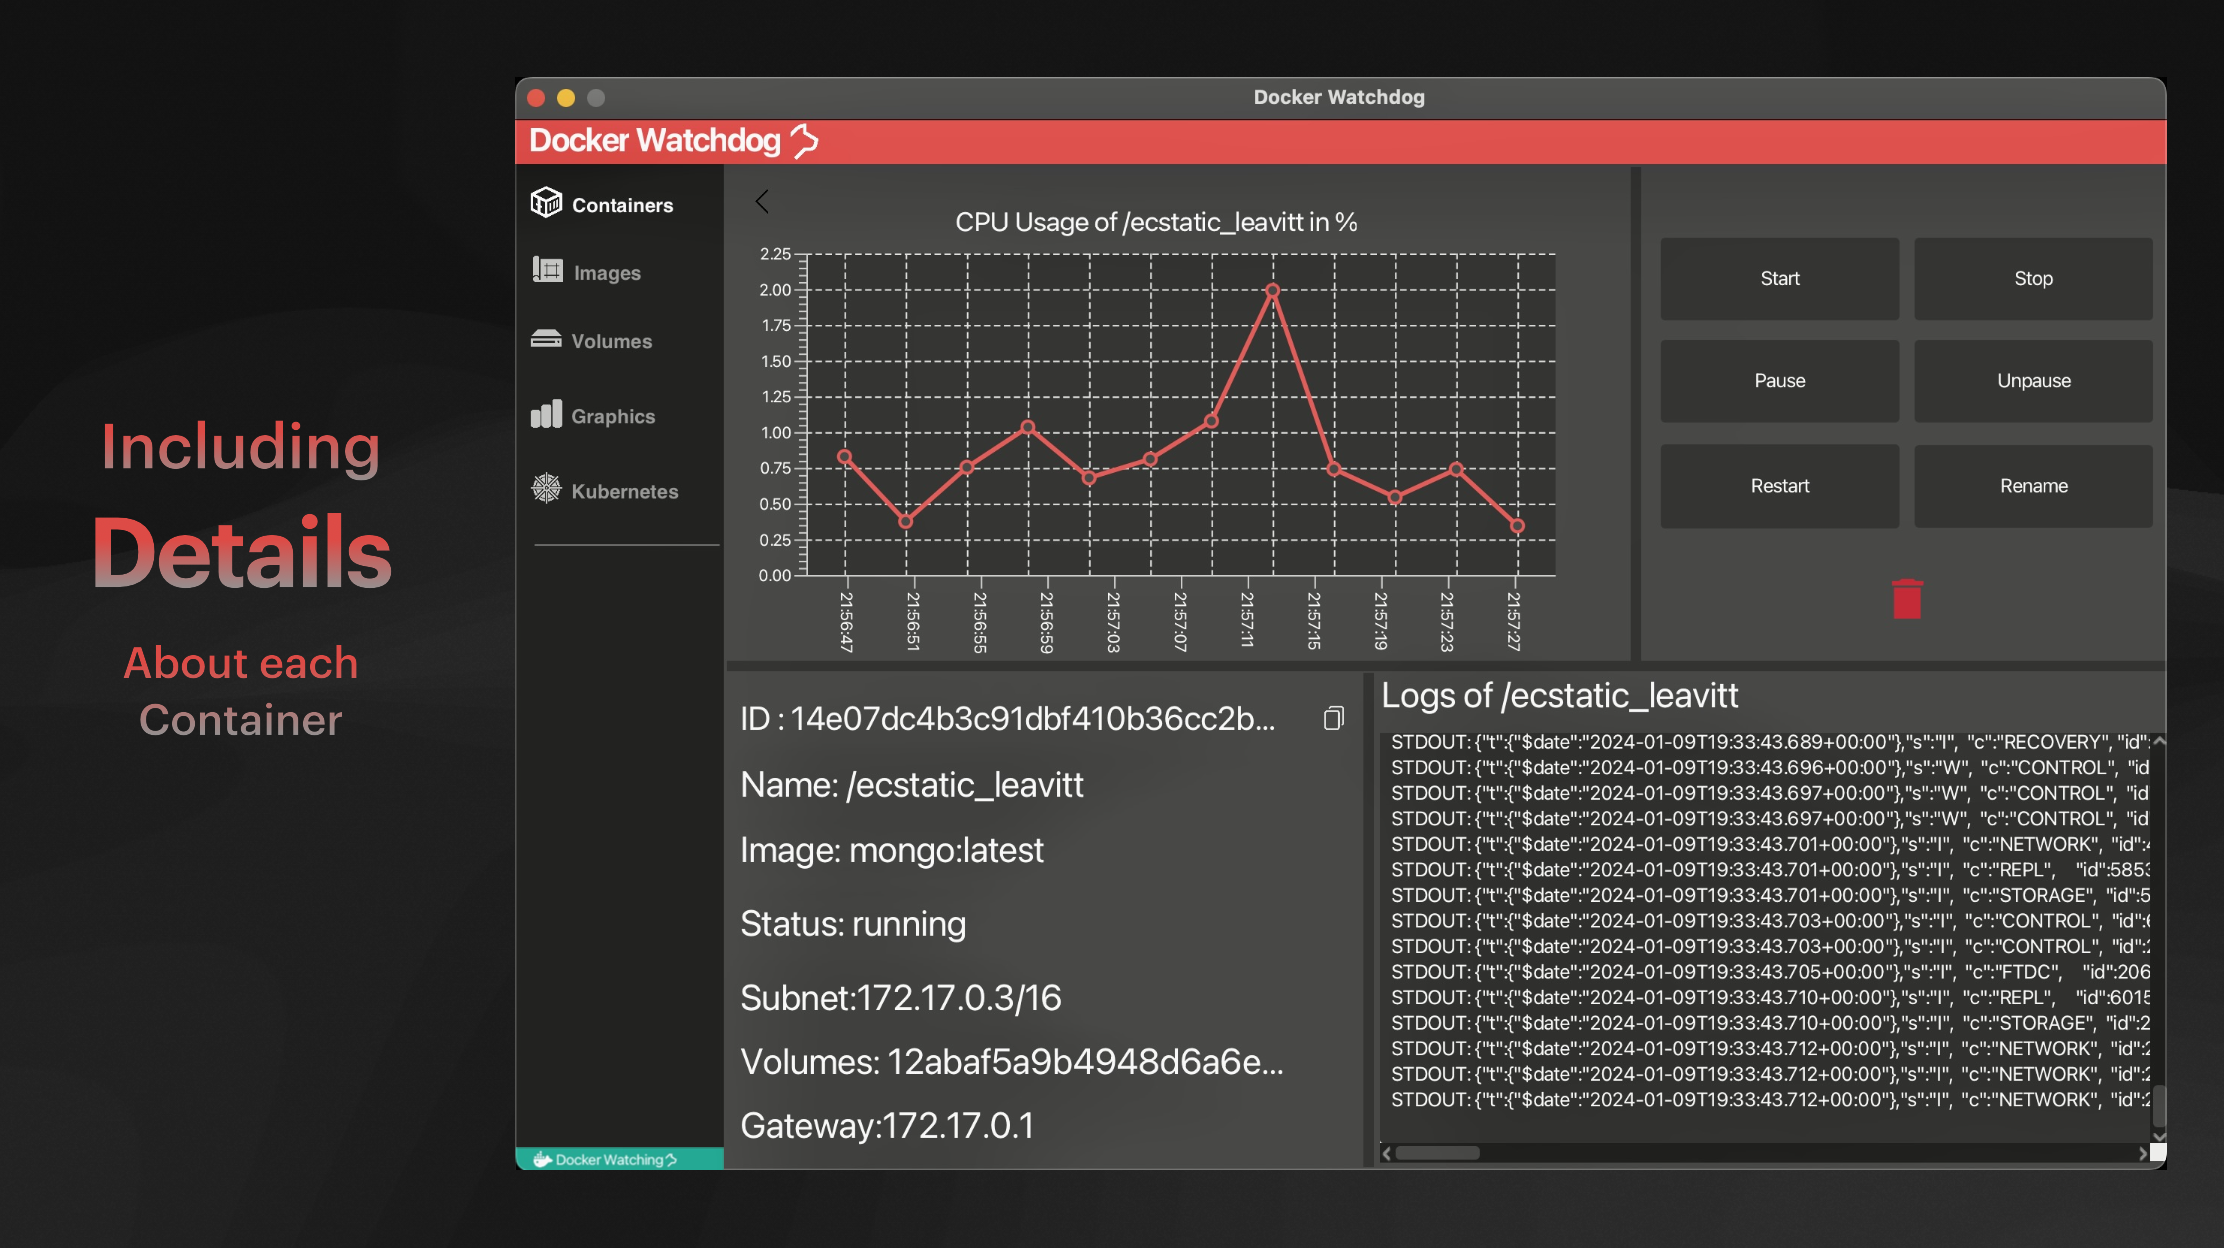 Including
Details
About each
Container
Docker Watchdog
Docker Watchdog
Containers
Images
Volumes
Graphics
Kubernetes
Docker Watching
CPU Usage of /ecstatic_leavitt in %
2.25
2.00
1.75
1.50
1.25
1.00
0.75
0.50
0.25
0.00
21:56:47
21:56:51
21:56:55
21:56:59
21:57:03
21:57:07
21:57:11
21:57:15
21:57:19
21:57:23
21:57:27
Start
Stop
Pause
Unpause
Restart
Rename
ID : 14e07dc4b3c91dbf410b36cc2b...
Name: /ecstatic_leavitt
Image: mongo:latest
Status: running
Subnet:172.17.0.3/16
Volumes: 12abaf5a9b4948d6a6e...
Gateway:172.17.0.1
Logs of /ecstatic_leavitt
STDOUT: {"t":{"$date":"2024-01-09T19:33:43.689+00:00"},"s":"I", "c":"RECOVERY", "id":
STDOUT: {"t":{"$date":"2024-01-09T19:33:43.696+00:00"},"s":"W", "c":"CONTROL", "id
STDOUT: {"t":{"$date":"2024-01-09T19:33:43.697+00:00"},"s":"W", "c":"CONTROL", "id
STDOUT: {"t":{"$date":"2024-01-09T19:33:43.697+00:00"},"s":"W", "c":"CONTROL", "id
STDOUT: {"t":{"$date":"2024-01-09T19:33:43.701+00:00"},"s":"I", "c":"NETWORK", "id":
STDOUT: {"t":{"$date":"2024-01-09T19:33:43.701+00:00"},"s":"I", "c":"REPL", "id":5853
STDOUT: {"t":{"$date":"2024-01-09T19:33:43.701+00:00"},"s":"I", "c":"STORAGE", "id":5
STDOUT: {"t":{"$date":"2024-01-09T19:33:43.703+00:00"},"s":"I", "c":"CONTROL", "id":
STDOUT: {"t":{"$date":"2024-01-09T19:33:43.703+00:00"},"s":"I", "c":"CONTROL", "id":
STDOUT: {"t":{"$date":"2024-01-09T19:33:43.705+00:00"},"s":"I", "c":"FTDC", "id":206
STDOUT: {"t":{"$date":"2024-01-09T19:33:43.710+00:00"},"s":"I", "c":"REPL", "id":6015
STDOUT: {"t":{"$date":"2024-01-09T19:33:43.710+00:00"},"s":"I", "c":"STORAGE", "id":2
STDOUT: {"t":{"$date":"2024-01-09T19:33:43.712+00:00"},"s":"I", "c":"NETWORK", "id":
STDOUT: {"t":{"$date":"2024-01-09T19:33:43.712+00:00"},"s":"I", "c":"NETWORK", "id":
STDOUT: {"t":{"$date":"2024-01-09T19:33:43.712+00:00"},"s":"I", "c":"NETWORK", "id":